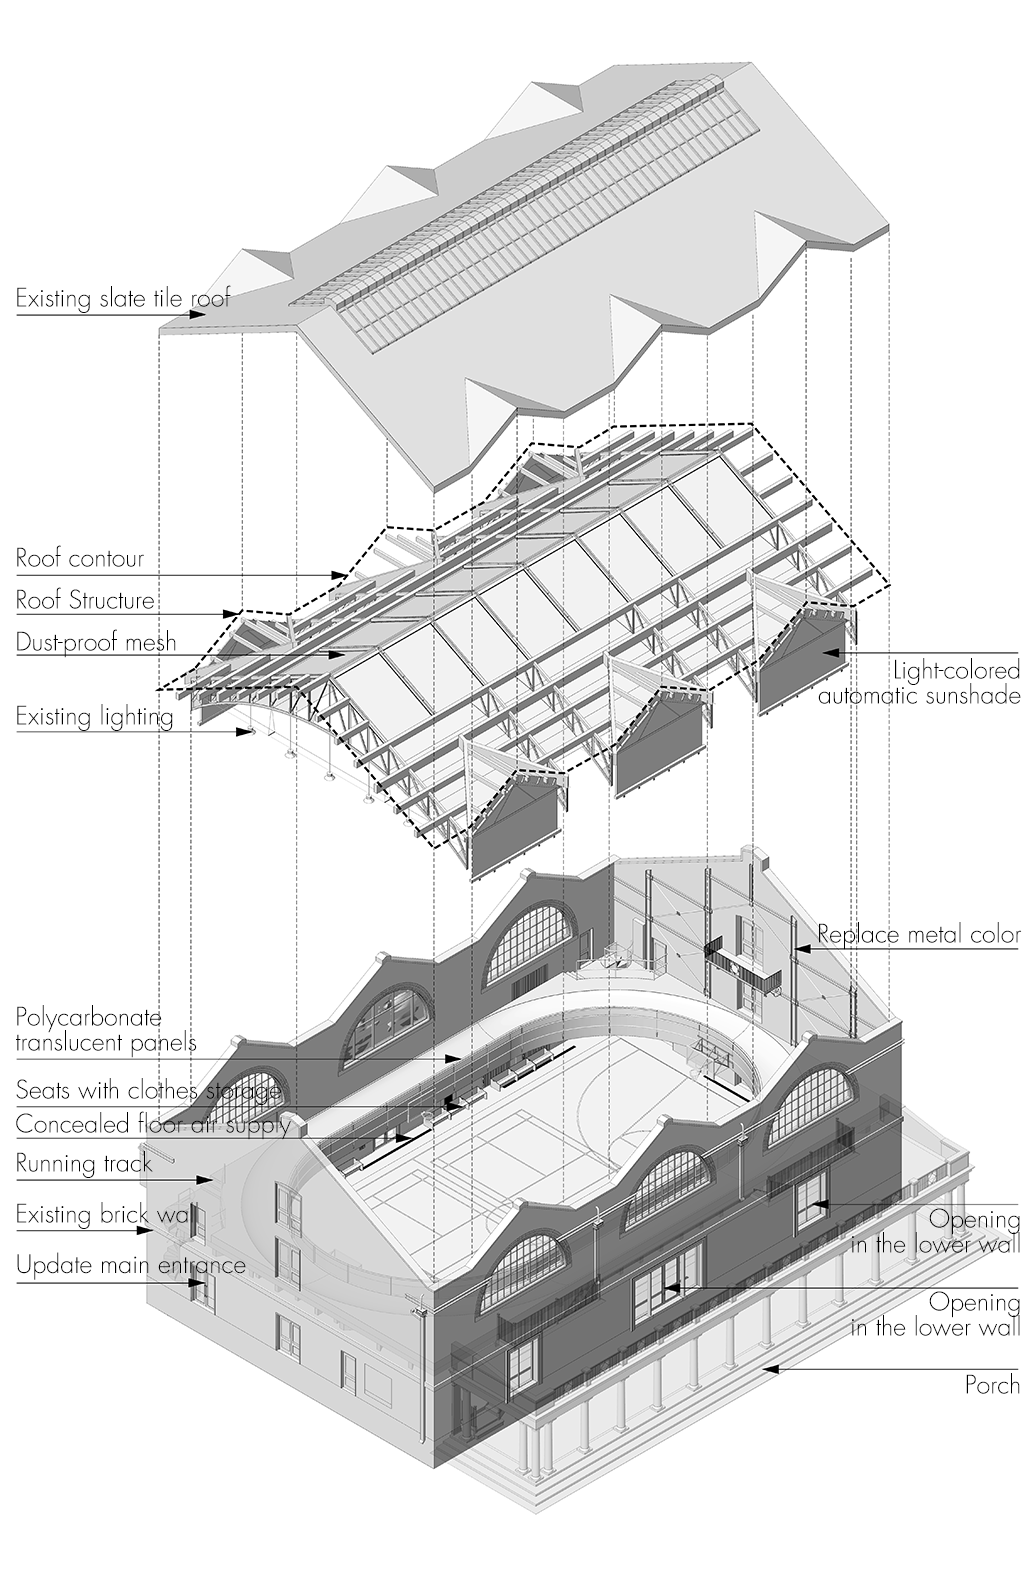 Existing slate tile roof
Roof contour
Roof Structure
Dust-proof mesh
Light-colored
automatic sunshade
Existing lighting
Replace metal color
Polycarbonate
translucent panels
Seats with clothes storage
Concealed floor air supply
Running track
Existing brick wall
Opening
in the lower wall
Update main entrance
Opening
in the lower wall
Porch